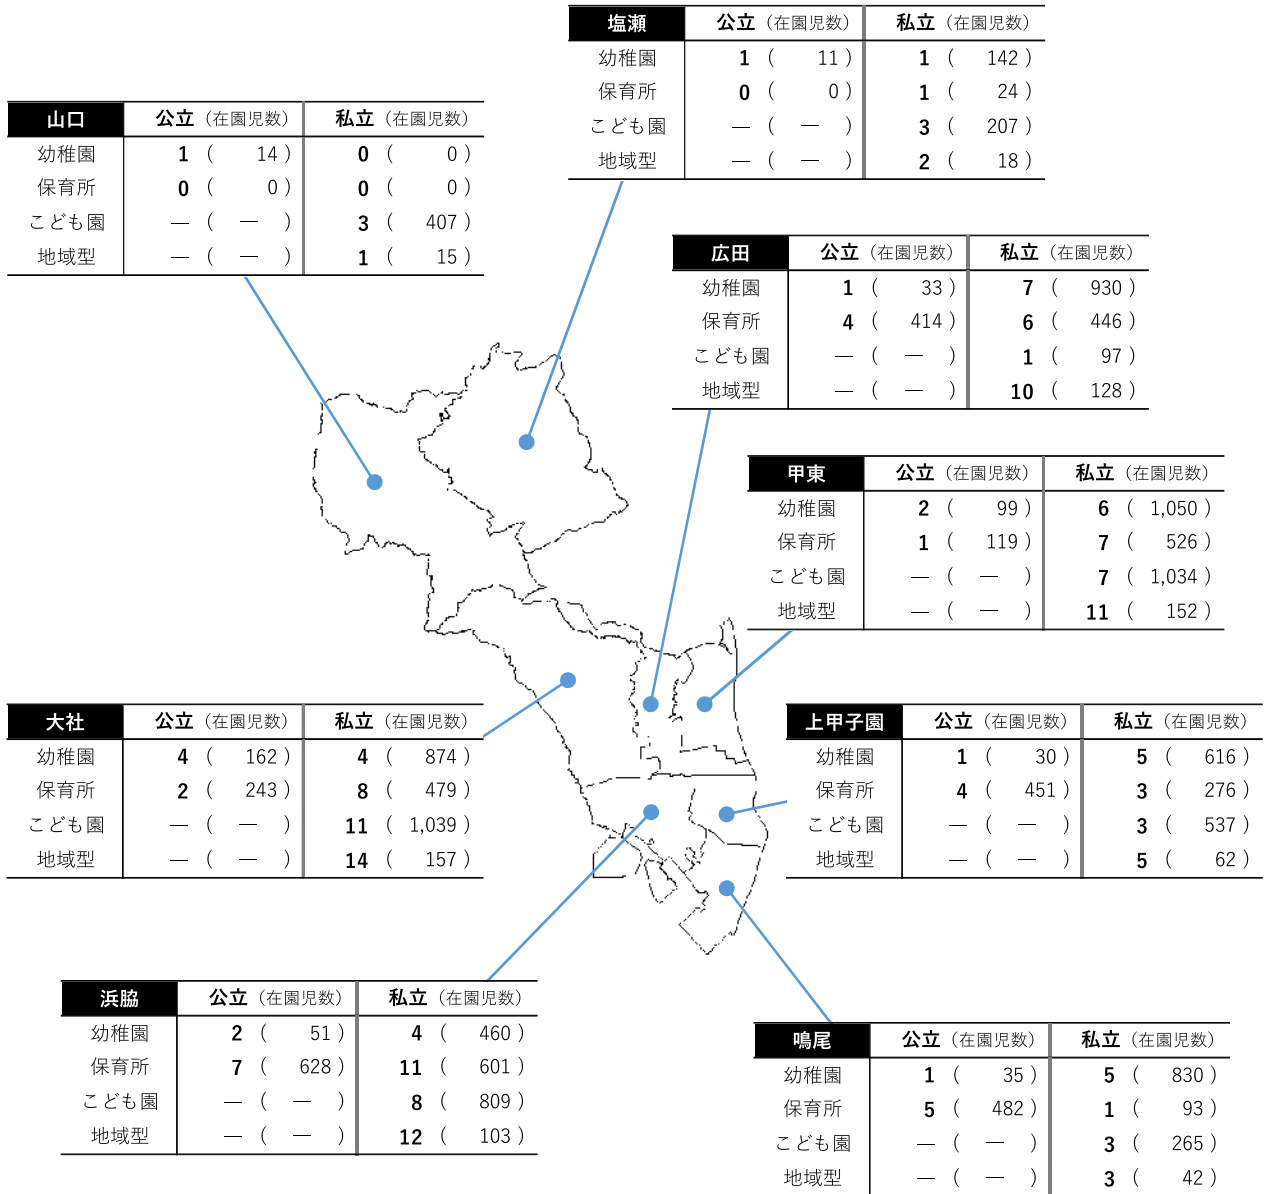 塩瀬 公立（在園児数） 私立（在園児数）
幼稚園 1 （ 11 ） 1 （ 142 ）
保育所 0 （ 0 ） 1 （ 24 ）
こども園 — （ — ） 3 （ 207 ）
地域型 — （ — ） 2 （ 18 ）
山口 公立（在園児数） 私立（在園児数）
幼稚園 1 （ 14 ） 0 （ 0 ）
保育所 0 （ 0 ） 0 （ 0 ）
こども園 — （ — ） 3 （ 407 ）
地域型 — （ — ） 1 （ 15 ）
広田 公立（在園児数） 私立（在園児数）
幼稚園 1 （ 33 ） 7 （ 930 ）
保育所 4 （ 414 ） 6 （ 446 ）
こども園 — （ — ） 1 （ 97 ）
地域型 — （ — ） 10 （ 128 ）
甲東 公立（在園児数） 私立（在園児数）
幼稚園 2 （ 99 ） 6 （ 1,050 ）
保育所 1 （ 119 ） 7 （ 526 ）
こども園 — （ — ） 7 （ 1,034 ）
地域型 — （ — ） 11 （ 152 ）
大社 公立（在園児数） 私立（在園児数）
幼稚園 4 （ 162 ） 4 （ 874 ）
保育所 2 （ 243 ） 8 （ 479 ）
こども園 — （ — ） 11 （ 1,039 ）
地域型 — （ — ） 14 （ 157 ）
上甲子園 公立（在園児数） 私立（在園児数）
幼稚園 1 （ 30 ） 5 （ 616 ）
保育所 4 （ 451 ） 3 （ 276 ）
こども園 — （ — ） 3 （ 537 ）
地域型 — （ — ） 5 （ 62 ）
浜脇 公立（在園児数） 私立（在園児数）
幼稚園 2 （ 51 ） 4 （ 460 ）
保育所 7 （ 628 ） 11 （ 601 ）
こども園 — （ — ） 8 （ 809 ）
地域型 — （ — ） 12 （ 103 ）
鳴尾 公立（在園児数） 私立（在園児数）
幼稚園 1 （ 35 ） 5 （ 830 ）
保育所 5 （ 482 ） 1 （ 93 ）
こども園 — （ — ） 3 （ 265 ）
地域型 — （ — ） 3 （ 42 ）